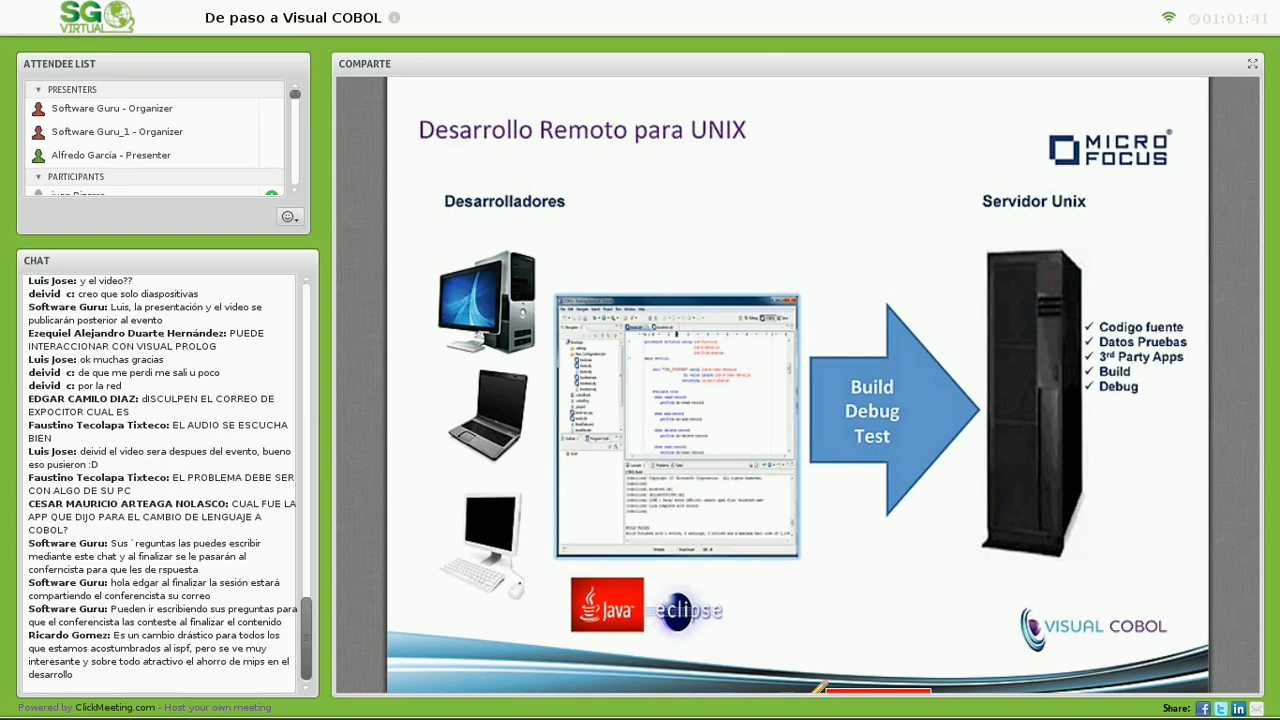 SG
VIRTUAL
De paso a Visual COBOL
01:01:41
ATTENDEE LIST
PRESENTERS
Software Guru - Organizer
Software Guru_1 - Organizer
Alfredo García - Presenter
PARTICIPANTS
CHAT
Luis Jose: y el video??
deivid_c: creo que solo diaspositivas
Software Guru: Luis, la presentación y el video se
publicarán posterior al evento
Ezequiel Alejandro Duarte Hernández: PUEDE
INTERACIONAR CON VISUAL PROLOG
Luis Jose: ok muchas gracias
deivid_c: de que me perdi me sali u poco
deivid_c: por la red
EDGAR CAMILO DIAZ: dISCULPEN EL CORREO DE
EXPOCITOR CUAL ES
Faustino Tecolapa Tixteco: EL AUDIO SE ESCUCHA
BIEN
Luis Jose: deivid el video sera dspues del evento, bueno
eso pusieron :D
Faustino Tecolapa Tixteco: EL PROBLEMA DEBE SER
CON ALGO DE SU PC
CESAR MAURICIO ARTEAGA NOLASCO: CUAL FUE LA
APP QUE DIJO PARA EL CAMBIO DE LENGUAJE A
COBOL?
Software Guru: Sus `reguntas las puedes escribir
mediante este chat y al finalizar se le pasarán al
conferncista para que les de rspuesta
Software Guru: hola edgar al finalizar la sesión estará
compartiendo el conferencista su correo
Software Guru: Pueden ir escribiendo sus preguntas para
que el conferencista las conteste al finalizar el contenido
Ricardo Gomez: Es un cambio drástico para todos los
que estamos acostumbrados al ispf, pero se ve muy
interesante y sobre todo atractivo el ahorro de mips en el
desarrollo
COMPARTE
Desarrollo Remoto para UNIX
MICRO
FOCUS
Desarrolladores
Servidor Unix
Build
Debug
Test
✓ Codigo fuente
✓ Datos Pruebas
✓ 3rd Party Apps
✓ Build
✓ Debug
Java
eclipse
VISUAL COBOL
Powered by ClickMeeting.com - Host your own meeting
Share: